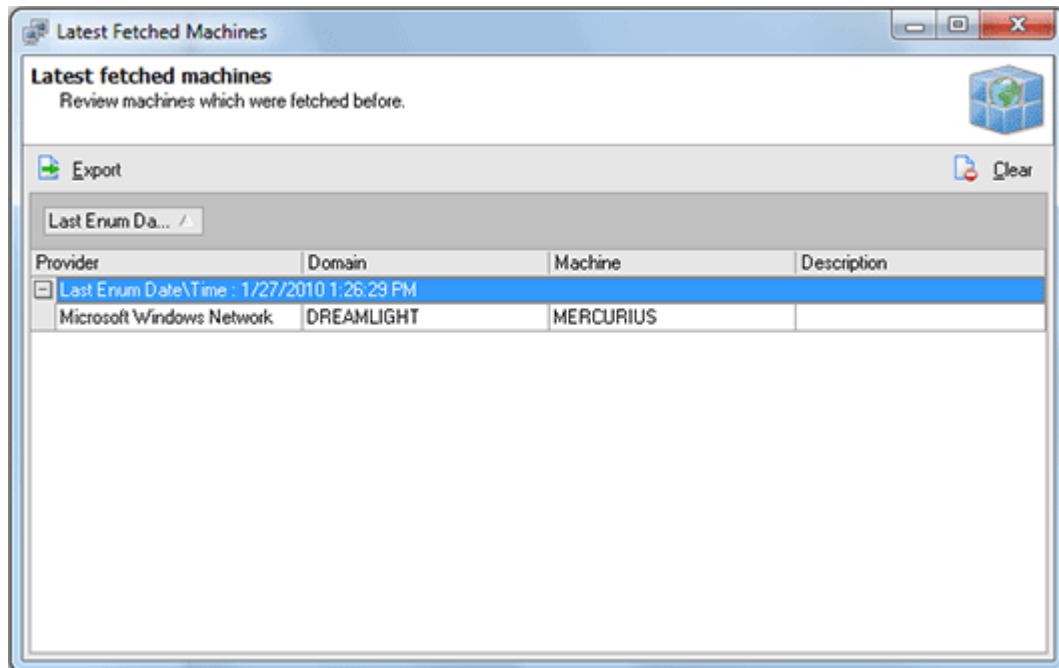 Latest Fetched Machines
Latest fetched machines
Review machines which were fetched before.
Export Clear
Last Enum Da...
Provider Domain Machine Description
Last Enum Date\Time : 1/27/2010 1:26:29 PM
Microsoft Windows Network DREAMLIGHT MERCURIUS